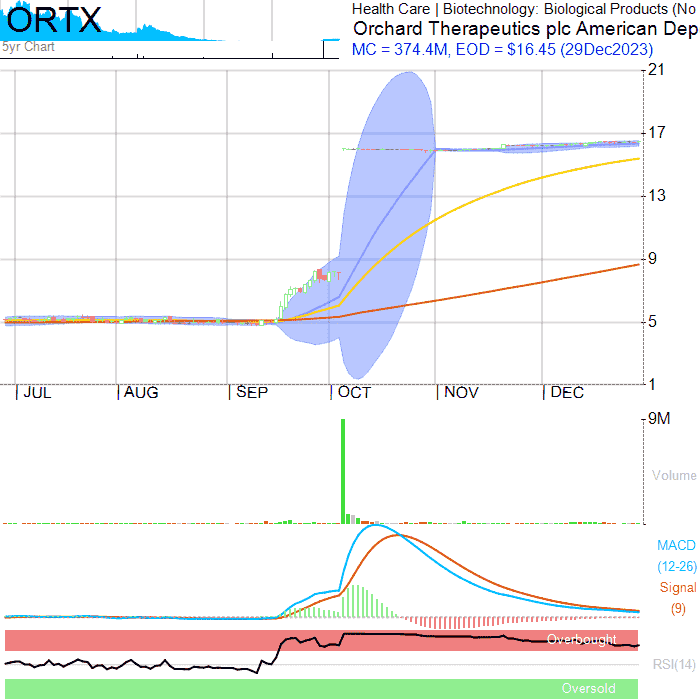 ORTX
5yr Chart
Health Care | Biotechnology: Biological Products (No
Orchard Therapeutics plc American Dep
MC = 374.4M, EOD = $16.45 (29Dec2023)
21
17
13
9
5
1
| JUL | AUG | SEP | OCT | NOV | DEC
9M
Volume
MACD
(12-26)
Signal
(9)
Overbought
RSI(14)
Oversold